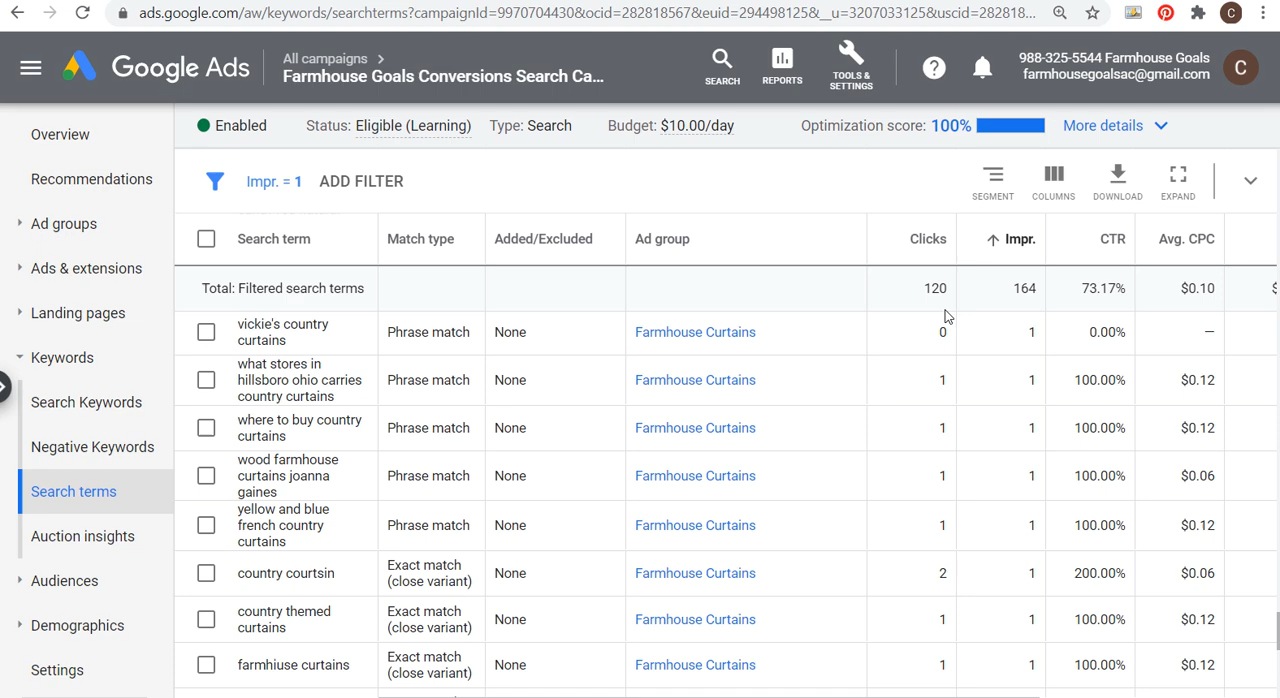 ads.google.com/aw/keywords/searchterms?campaignId=9970704430&ocid=282818567&euid=294498125&__u=3207033125&uscid=282818...
C
Google Ads
All campaigns
Farmhouse Goals Conversions Search Ca...
SEARCH
REPORTS
TOOLS &
SETTINGS
988-325-5544 Farmhouse Goals
farmhousegoalsac@gmail.com
C
Overview
Recommendations
Ad groups
Ads & extensions
Landing pages
Keywords
Search Keywords
Negative Keywords
Search terms
Auction insights
Audiences
Demographics
Settings
Enabled Status: Eligible (Learning) Type: Search Budget: $10.00/day Optimization score: 100% More details
Impr. = 1 ADD FILTER
SEGMENT
COLUMNS
DOWNLOAD
EXPAND
Search term Match type Added/Excluded Ad group Clicks Impr. CTR Avg. CPC
Total: Filtered search terms 120 164 73.17% $0.10 $
vickie's country
curtains
Phrase match None Farmhouse Curtains 0 1 0.00% —
what stores in
hillsboro ohio carries
country curtains
Phrase match None Farmhouse Curtains 1 1 100.00% $0.12
where to buy country
curtains
Phrase match None Farmhouse Curtains 1 1 100.00% $0.12
wood farmhouse
curtains joanna
gaines
Phrase match None Farmhouse Curtains 1 1 100.00% $0.06
yellow and blue
french country
curtains
Phrase match None Farmhouse Curtains 1 1 100.00% $0.12
country courtsin
Exact match
(close variant)
None Farmhouse Curtains 2 1 200.00% $0.06
country themed
curtains
Exact match
(close variant)
None Farmhouse Curtains 1 1 100.00% $0.12
farmhiuse curtains
Exact match
(close variant)
None Farmhouse Curtains 1 1 100.00% $0.12